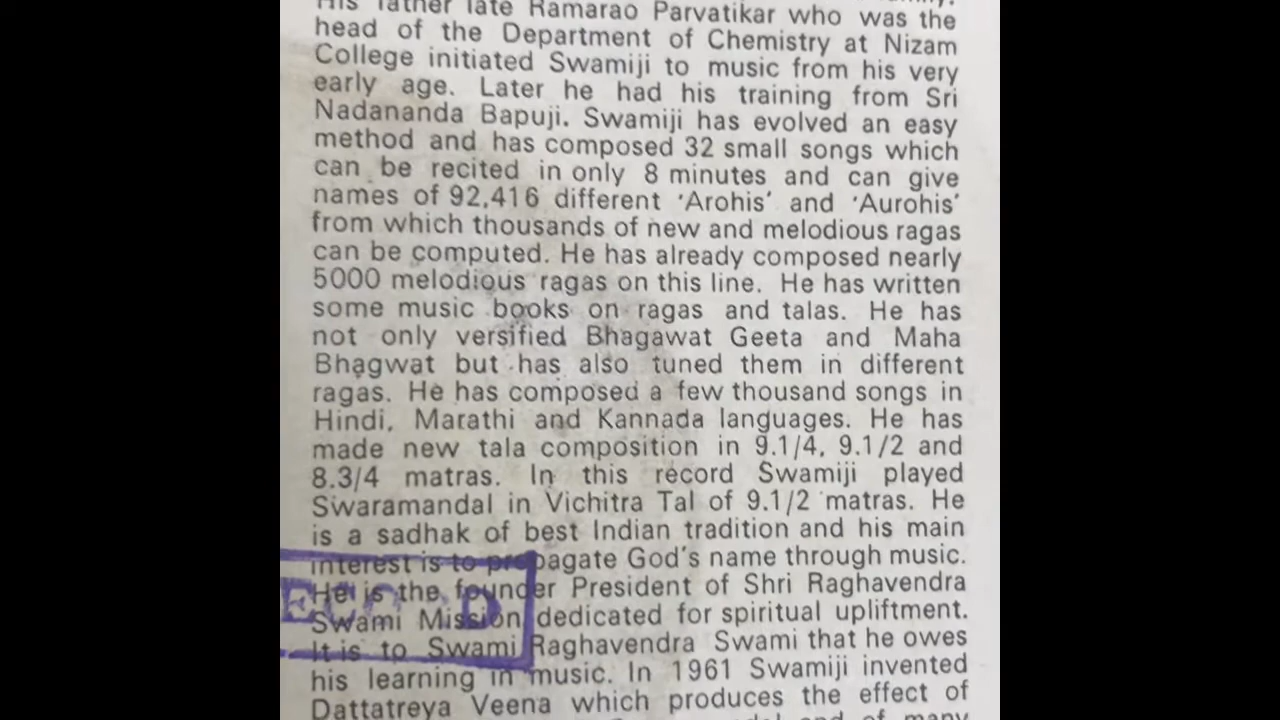 His father late Ramarao Parvatikar who was the
head of the Department of Chemistry at Nizam
College initiated Swamiji to music from his very
early age. Later he had his training from Sri
Nadananda Bapuji. Swamiji has evolved an easy
method and has composed 32 small songs which
can be recited in only 8 minutes and can give
names of 92,416 different 'Arohis' and 'Aurohis'
from which thousands of new and melodious ragas
can be computed. He has already composed nearly
5000 melodious ragas on this line. He has written
some music books on ragas and talas. He has
not only versified Bhagawat Geeta and Maha
Bhagwat but has also tuned them in different
ragas. He has composed a few thousand songs in
Hindi, Marathi and Kannada languages. He has
made new tala composition in 9.1/4, 9.1/2 and
8.3/4 matras. In this record Swamiji played
Swaramandal in Vichitra Tal of 9.1/2 matras. He
is a sadhak of best Indian tradition and his main
interest is to propagate God's name through music.
He is the founder President of Shri Raghavendra
Swami Mission dedicated for spiritual upliftment.
It is to Swami Raghavendra Swami that he owes
his learning in music. In 1961 Swamiji invented
Dattatreya Veena which produces the effect of
and of many